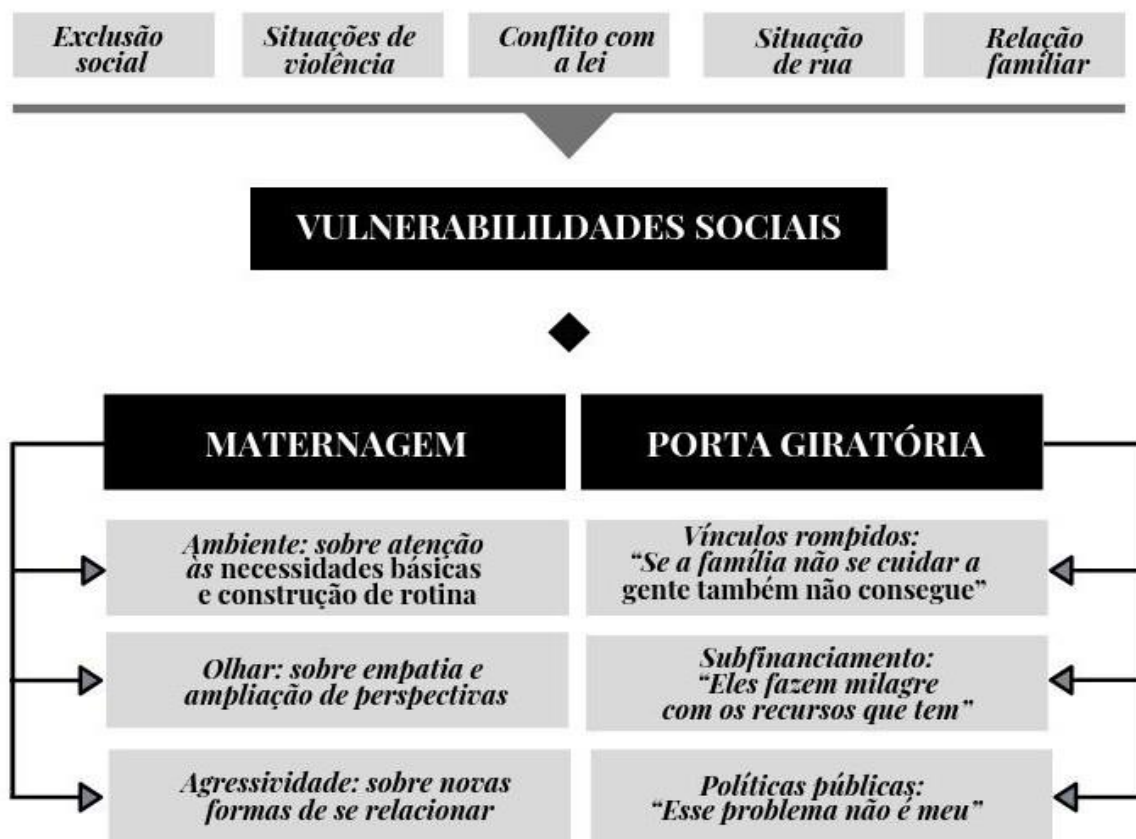 Exclusão
social
Situações de
violência
Conflito com
a lei
Situação
de rua
Relação
famíliar
VULNERABILILDADES SOCIAIS
MATERNAGEM
Ambiente: sobre atenção
às necessidades básicas
e construção de rotina
Olhar: sobre empatia e
ampliação de perspectivas
Agressividade: sobre novas
formas de se relacionar
PORTA GIRATÓRIA
Vínculos rompidos:
“Se a família não se cuidar a
gente também não consegue”
Subfinanciamento:
“Eles fazem milagre
com os recursos que tem”
Políticas públicas:
“Esse problema não é meu”